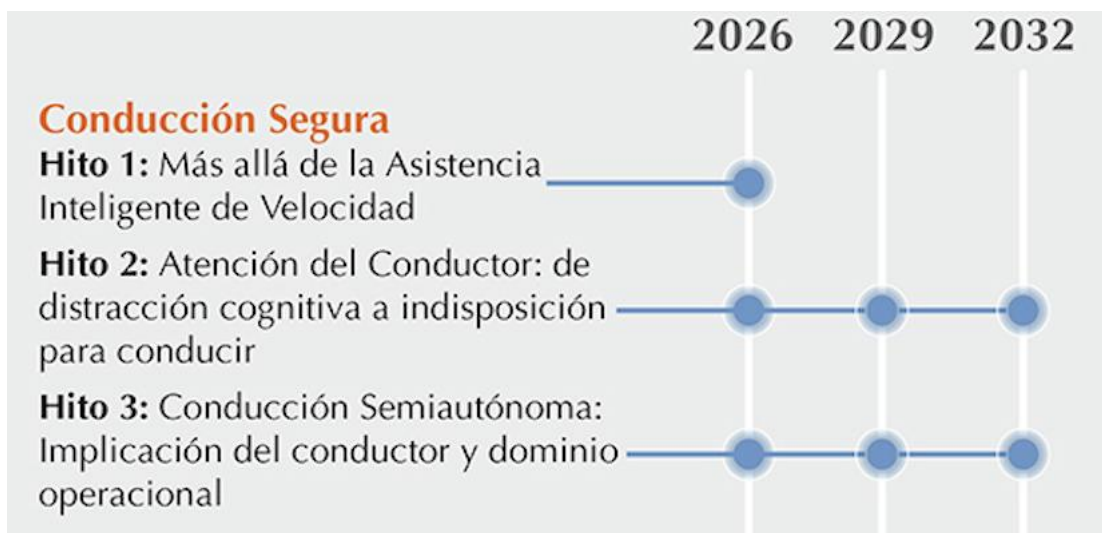 2026 2029 2032
Conducción Segura
Hito 1: Más allá de la Asistencia
Inteligente de Velocidad
Hito 2: Atención del Conductor: de
distracción cognitiva a indisposición
para conducir
Hito 3: Conducción Semiautónoma:
Implicación del conductor y dominio
operacional